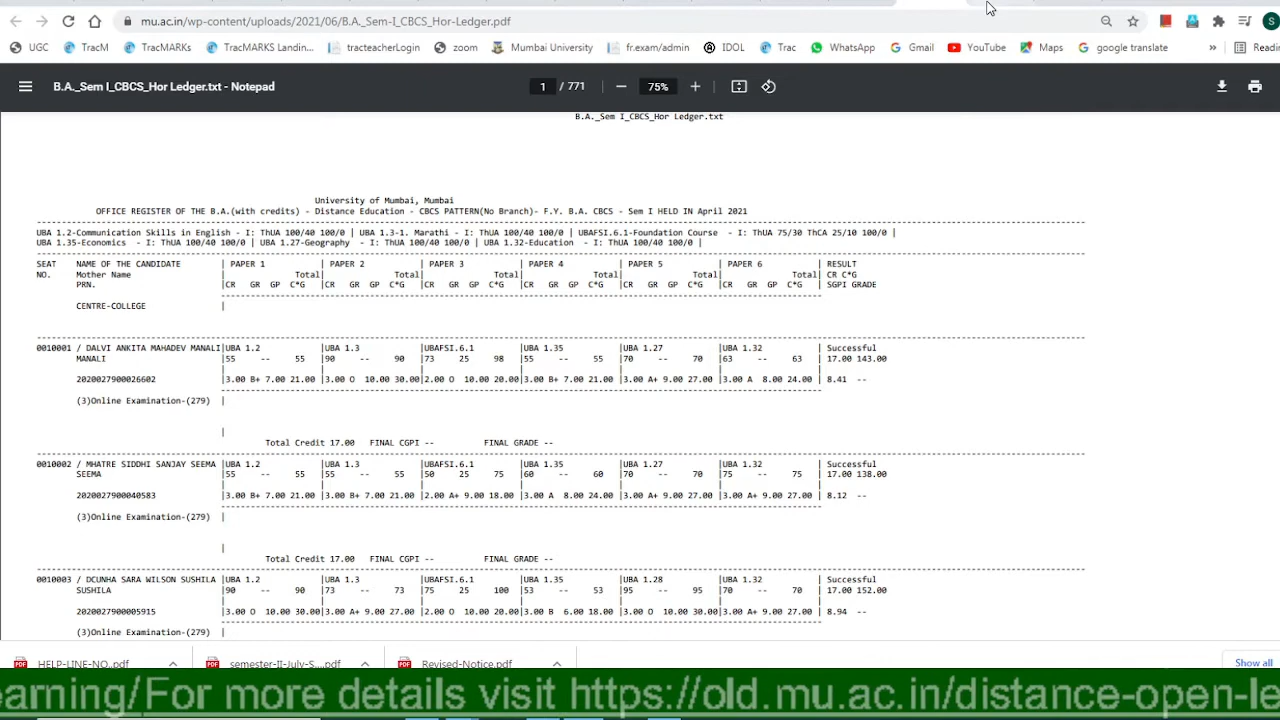 mu.ac.in/wp-content/uploads/2021/06/B.A._Sem-I_CBCS_Hor-Ledger.pdf
UGC TracM TracMARKs TracMARKS Landin... tracteacherLogin zoom Mumbai University fr.exam/admin IDOL Trac WhatsApp Gmail YouTube Maps google translate » Readi
B.A._Sem I_CBCS_Hor Ledger.txt - Notepad 1 / 771 75%
B.A._Sem I_CBCS_Hor Ledger.txt
University of Mumbai, Mumbai
OFFICE REGISTER OF THE B.A.(with credits) - Distance Education - CBCS PATTERN(No Branch)- F.Y. B.A. CBCS - Sem I HELD IN April 2021
UBA 1.2-Communication Skills in English - I: ThUA 100/40 100/0 | UBA 1.3-1. Marathi - I: ThUA 100/40 100/0 | UBAFSI.6.1-Foundation Course - I: ThUA 75/30 ThCA 25/10 100/0 |
UBA 1.35-Economics - I: ThUA 100/40 100/0 | UBA 1.27-Geography - I: ThUA 100/40 100/0 | UBA 1.32-Education - I: ThUA 100/40 100/0 |
SEAT NAME OF THE CANDIDATE | PAPER 1 | PAPER 2 | PAPER 3 | PAPER 4 | PAPER 5 | PAPER 6 | RESULT
NO. Mother Name | Total| Total| Total| Total| Total| Total| CR C*G
PRN. |CR GR GP C*G |CR GR GP C*G |CR GR GP C*G |CR GR GP C*G |CR GR GP C*G |CR GR GP C*G | SGPI GRADE
CENTRE-COLLEGE |
0010001 / DALVI ANKITA MAHADEV MANALI|UBA 1.2 |UBA 1.3 |UBAFSI.6.1 |UBA 1.35 |UBA 1.27 |UBA 1.32 | Successful
MANALI |55 -- 55 |90 -- 90 |73 25 98 |55 -- 55 |70 -- 70 |63 -- 63 | 17.00 143.00
2020027900026602 |3.00 B+ 7.00 21.00|3.00 O 10.00 30.00|2.00 O 10.00 20.00|3.00 B+ 7.00 21.00|3.00 A+ 9.00 27.00|3.00 A 8.00 24.00| 8.41 --
(3)Online Examination-(279) |
|
Total Credit 17.00 FINAL CGPI -- FINAL GRADE --
0010002 / MHATRE SIDDHI SANJAY SEEMA |UBA 1.2 |UBA 1.3 |UBAFSI.6.1 |UBA 1.35 |UBA 1.27 |UBA 1.32 | Successful
SEEMA |55 -- 55 |55 -- 55 |50 25 75 |60 -- 60 |70 -- 70 |75 -- 75 | 17.00 138.00
2020027900040583 |3.00 B+ 7.00 21.00|3.00 B+ 7.00 21.00|2.00 A+ 9.00 18.00|3.00 A 8.00 24.00|3.00 A+ 9.00 27.00|3.00 A+ 9.00 27.00| 8.12 --
(3)Online Examination-(279) |
|
Total Credit 17.00 FINAL CGPI -- FINAL GRADE --
0010003 / DCUNHA SARA WILSON SUSHILA |UBA 1.2 |UBA 1.3 |UBAFSI.6.1 |UBA 1.35 |UBA 1.28 |UBA 1.32 | Successful
SUSHILA |90 -- 90 |73 -- 73 |75 25 100 |53 -- 53 |95 -- 95 |70 -- 70 | 17.00 152.00
2020027900005915 |3.00 O 10.00 30.00|3.00 A+ 9.00 27.00|2.00 O 10.00 20.00|3.00 B 6.00 18.00|3.00 O 10.00 30.00|3.00 A+ 9.00 27.00| 8.94 --
(3)Online Examination-(279) |
HELP-LINE-NO..pdf semester-II-July-S....pdf Revised-Notice.pdf Show all
earning/For more details visit https://old.mu.ac.in/distance-open-le